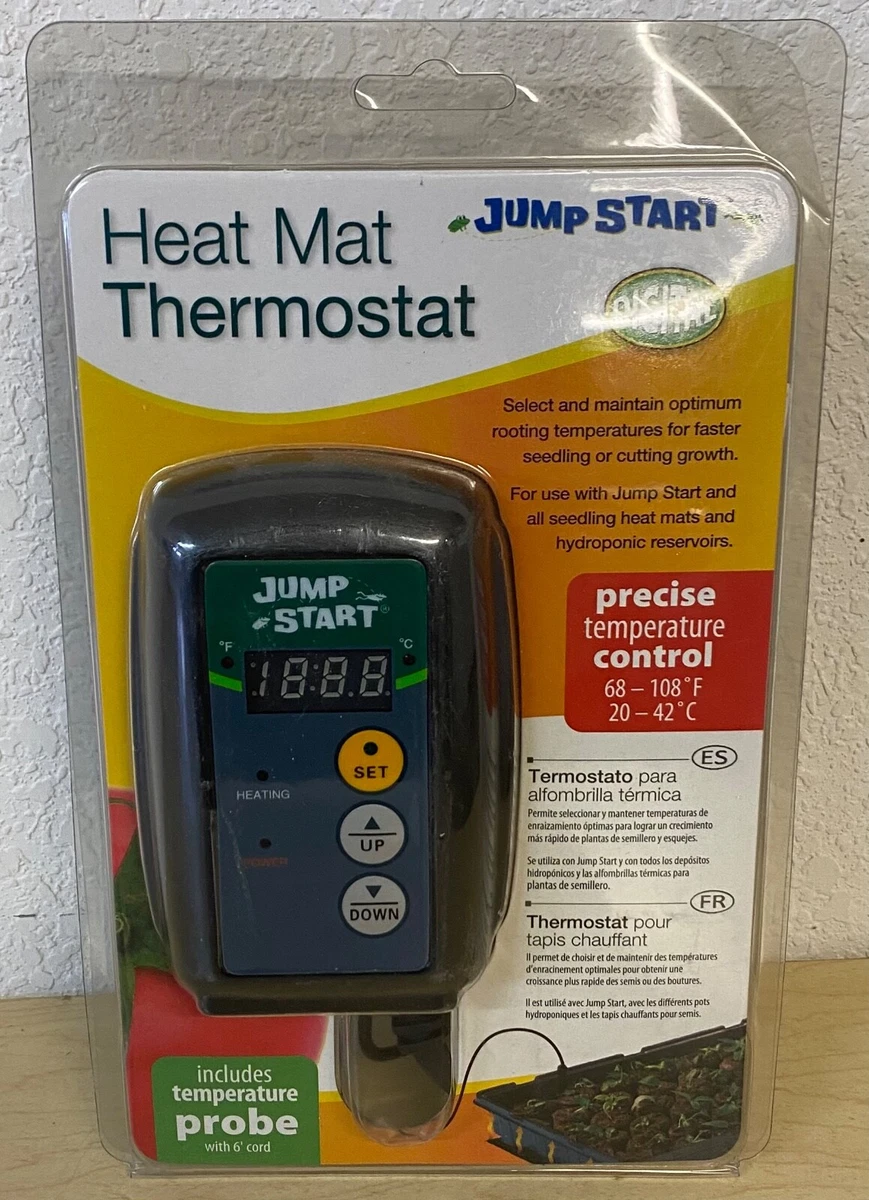 Heat Mat
Thermostat
JUMP START
DIGITAL
Select and maintain optimum
rooting temperatures for faster
seedling or cutting growth.
For use with Jump Start and
all seedling heat mats and
hydroponic reservoirs.
precise
temperature
control
68 – 108°F
20 – 42°C
JUMP
START®
°F
°C
18:8.8
SET
HEATING
UP
POWER
DOWN
ES
Termostato para
alfombrilla térmica
Permite seleccionar y mantener temperaturas de
enraizamiento óptimas para lograr un crecimiento
más rápido de plantas de semillero y esquejes.
Se utiliza con Jump Start y con todos los depósitos
hidropónicos y las alfombrillas térmicas para
plantas de semillero.
FR
Thermostat pour
tapis chauffant
Il permet de choisir et de maintenir des températures
d'enracinement optimales pour obtenir une
croissance plus rapide des semis ou des boutures.
Il est utilisé avec Jump Start, avec les différents pots
hydroponiques et les tapis chauffants pour semis.
includes
temperature
probe
with 6' cord